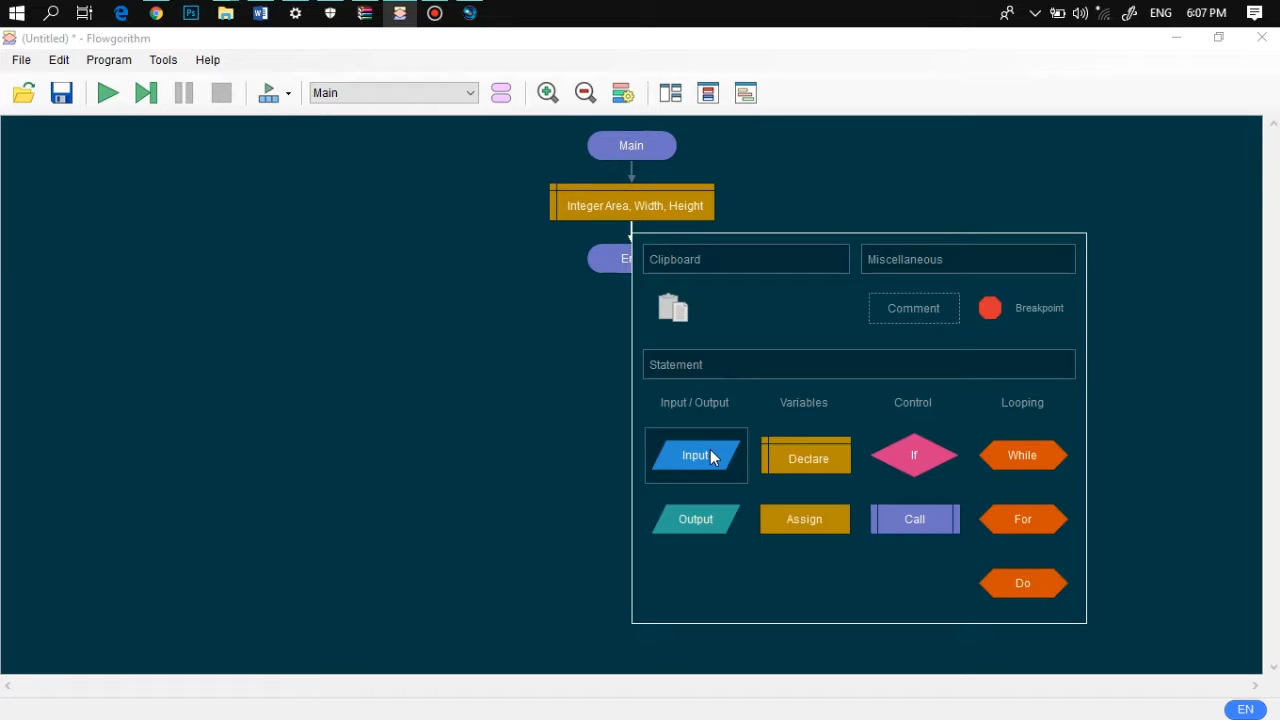 ENG 6:07 PM
(Untitled) * - Flowgorithm
File Edit Program Tools Help
Main
Main
Integer Area, Width, Height
Clipboard Miscellaneous
Comment Breakpoint
Statement
Input / Output Variables Control Looping
Input Declare If While
Output Assign Call For
Do
EN